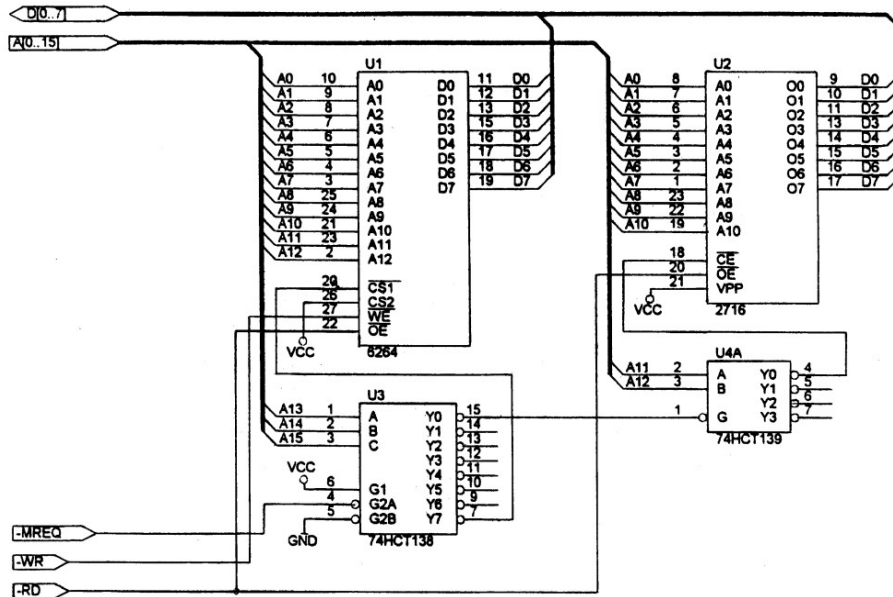 D[0..7]
A[0..15]
U1
A0 10 A0 D0 11 D0
A1 9 A1 D1 12 D1
A2 8 A2 D2 13 D2
A3 7 A3 D3 15 D3
A4 6 A4 D4 16 D4
A5 5 A5 D5 17 D5
A6 4 A6 D6 18 D6
A7 3 A7 D7 19 D7
A8 25 A8
A9 24 A9
A10 21 A10
A11 23 A11
A12 2 A12
20 CS1
26 CS2
27 WE
22 OE
VCC
6264
U2
A0 8 A0 O0 9 D0
A1 7 A1 O1 10 D1
A2 6 A2 O2 11 D2
A3 5 A3 O3 13 D3
A4 4 A4 O4 14 D4
A5 3 A5 O5 15 D5
A6 2 A6 O6 16 D6
A7 1 A7 O7 17 D7
A8 23 A8
A9 22 A9
A10 19 A10
18 CE
20 OE
21 VPP
VCC
2716
U3
A13 1 A Y0 15
A14 2 B Y1 14
A15 3 C Y2 13
Y3 12
Y4 11
VCC 6 G1 Y5 10
4 G2A Y6 9
5 G2B Y7 7
GND
74HCT138
U4A
A11 2 A Y0 4
A12 3 B Y1 5
Y2 6
1 G Y3 7
74HCT139
-MREQ
-WR
-RD